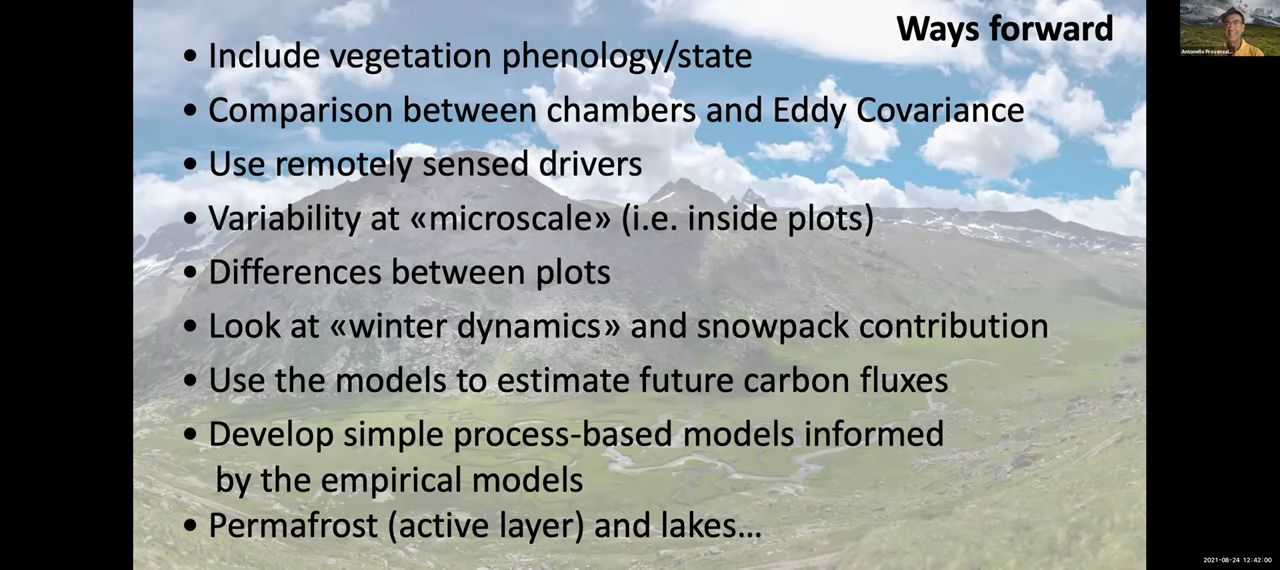 Ways forward
• Include vegetation phenology/state
• Comparison between chambers and Eddy Covariance
• Use remotely sensed drivers
• Variability at «microscale» (i.e. inside plots)
• Differences between plots
• Look at «winter dynamics» and snowpack contribution
• Use the models to estimate future carbon fluxes
• Develop simple process-based models informed
by the empirical models
• Permafrost (active layer) and lakes...
Antonello Provenzal...
2021-08-24 12:42:00